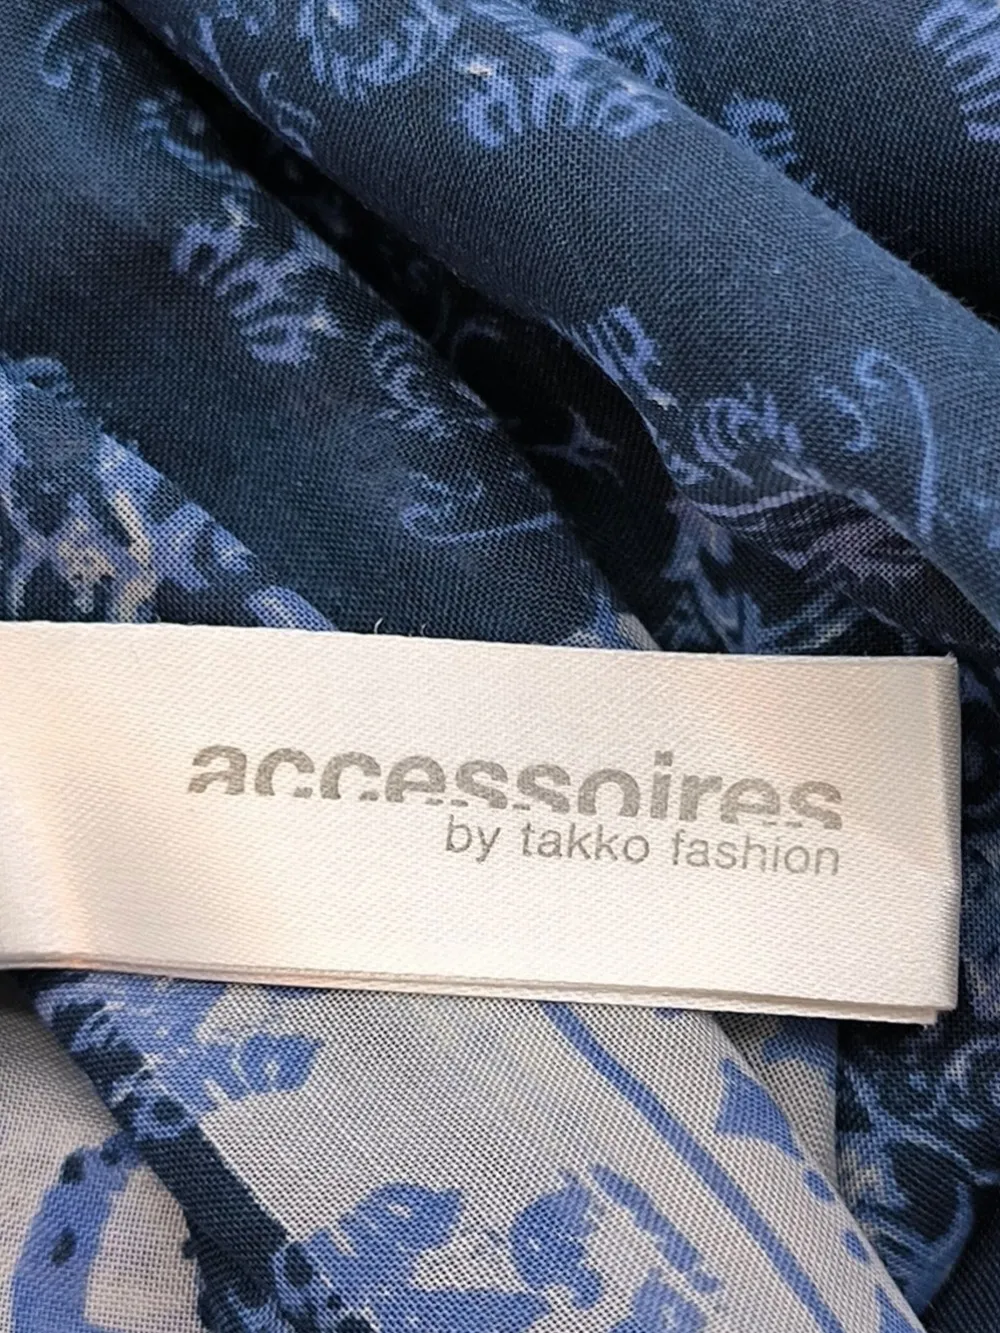 accessoires
by takko fashion